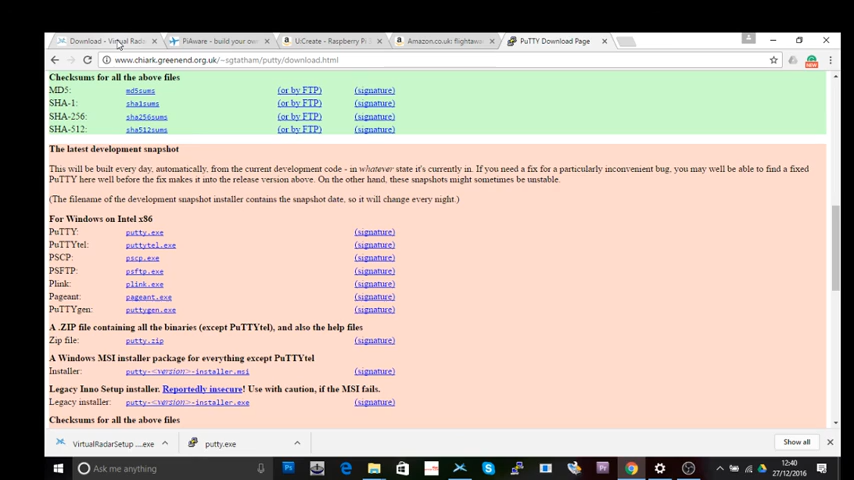 Download - Virtual Rada
PiAware - build your own
U:Create - Raspberry Pi
Amazon.co.uk: flightawa
PuTTY Download Page
www.chiark.greenend.org.uk/~sgtatham/putty/download.html
Checksums for all the above files
MD5: md5sums (or by FTP) (signature)
SHA-1: sha1sums (or by FTP) (signature)
SHA-256: sha256sums (or by FTP) (signature)
SHA-512: sha512sums (or by FTP) (signature)
The latest development snapshot
This will be built every day, automatically, from the current development code - in whatever state it's currently in. If you need a fix for a particularly inconvenient bug, you may well be able to find a fixed
PuTTY here well before the fix makes it into the release version above. On the other hand, these snapshots might sometimes be unstable.
(The filename of the development snapshot installer contains the snapshot date, so it will change every night.)
For Windows on Intel x86
PuTTY: putty.exe (signature)
PuTTYtel: puttytel.exe (signature)
PSCP: pscp.exe (signature)
PSFTP: psftp.exe (signature)
Plink: plink.exe (signature)
Pageant: pageant.exe (signature)
PuTTYgen: puttygen.exe (signature)
A .ZIP file containing all the binaries (except PuTTYtel), and also the help files
Zip file: putty.zip (signature)
A Windows MSI installer package for everything except PuTTYtel
Installer: putty-<version>-installer.msi (signature)
Legacy Inno Setup installer. Reportedly insecure! Use with caution, if the MSI fails.
Legacy installer: putty-<version>-installer.exe (signature)
Checksums for all the above files
VirtualRadarSetup ....exe
putty.exe
Show all
Ask me anything
12:40
27/12/2016